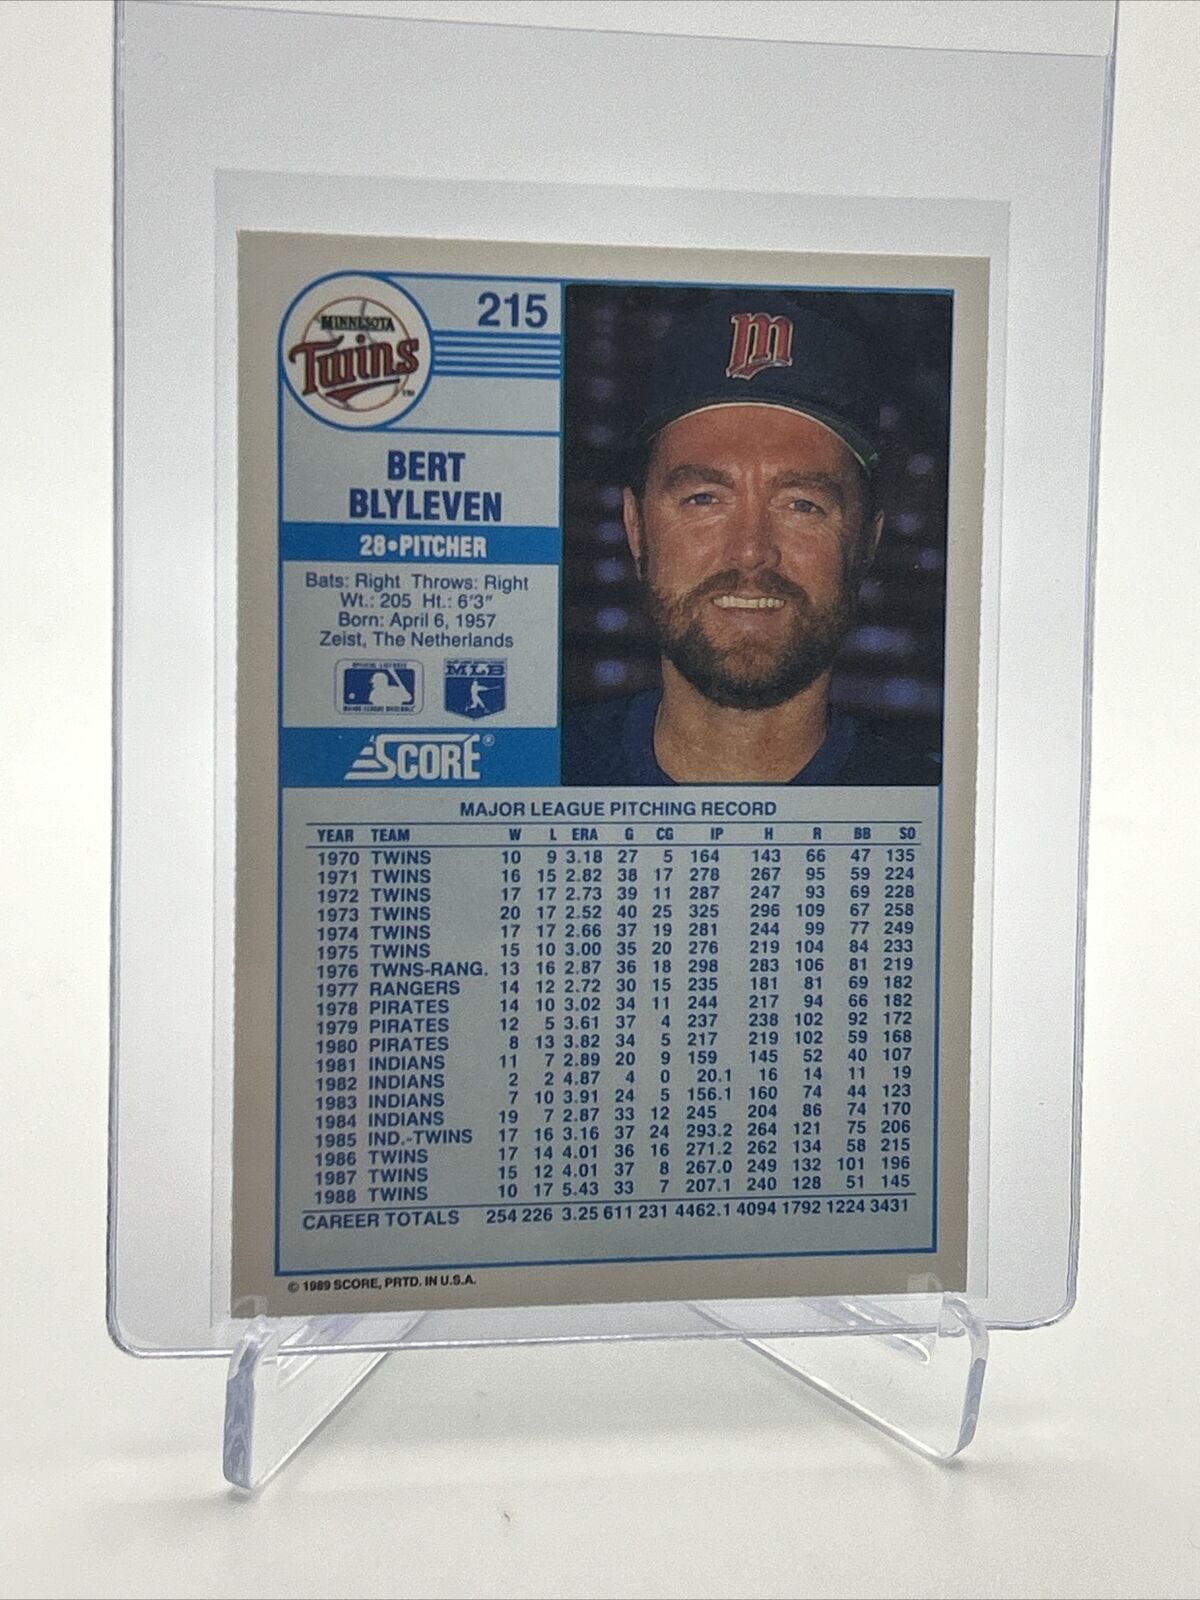 215
MINNESOTA
Twins
TM
M
BERT
BLYLEVEN
28•PITCHER
Bats: Right Throws: Right
Wt.: 205 Ht.: 6'3"
Born: April 6, 1957
Zeist, The Netherlands
MLB
SCORE®
MAJOR LEAGUE PITCHING RECORD
YEAR TEAM W L ERA G CG IP H R BB SO
1970 TWINS 10 9 3.18 27 5 164 143 66 47 135
1971 TWINS 16 15 2.82 38 17 278 267 95 59 224
1972 TWINS 17 17 2.73 39 11 287 247 93 69 228
1973 TWINS 20 17 2.52 40 25 325 296 109 67 258
1974 TWINS 17 17 2.66 37 19 281 244 99 77 249
1975 TWINS 15 10 3.00 35 20 276 219 104 84 233
1976 TWNS-RANG. 13 16 2.87 36 18 298 283 106 81 219
1977 RANGERS 14 12 2.72 30 15 235 181 81 69 182
1978 PIRATES 14 10 3.02 34 11 244 217 94 66 182
1979 PIRATES 12 5 3.61 37 4 237 238 102 92 172
1980 PIRATES 8 13 3.82 34 5 217 219 102 59 168
1981 INDIANS 11 7 2.89 20 9 159 145 52 40 107
1982 INDIANS 2 2 4.87 4 0 20.1 16 14 11 19
1983 INDIANS 7 10 3.91 24 5 156.1 160 74 44 123
1984 INDIANS 19 7 2.87 33 12 245 204 86 74 170
1985 IND.-TWINS 17 16 3.16 37 24 293.2 264 121 75 206
1986 TWINS 17 14 4.01 36 16 271.2 262 134 58 215
1987 TWINS 15 12 4.01 37 8 267.0 249 132 101 196
1988 TWINS 10 17 5.43 33 7 207.1 240 128 51 145
CAREER TOTALS 254 226 3.25 611 231 4462.1 4094 1792 1224 3431
© 1989 SCORE, PRTD. IN U.S.A.